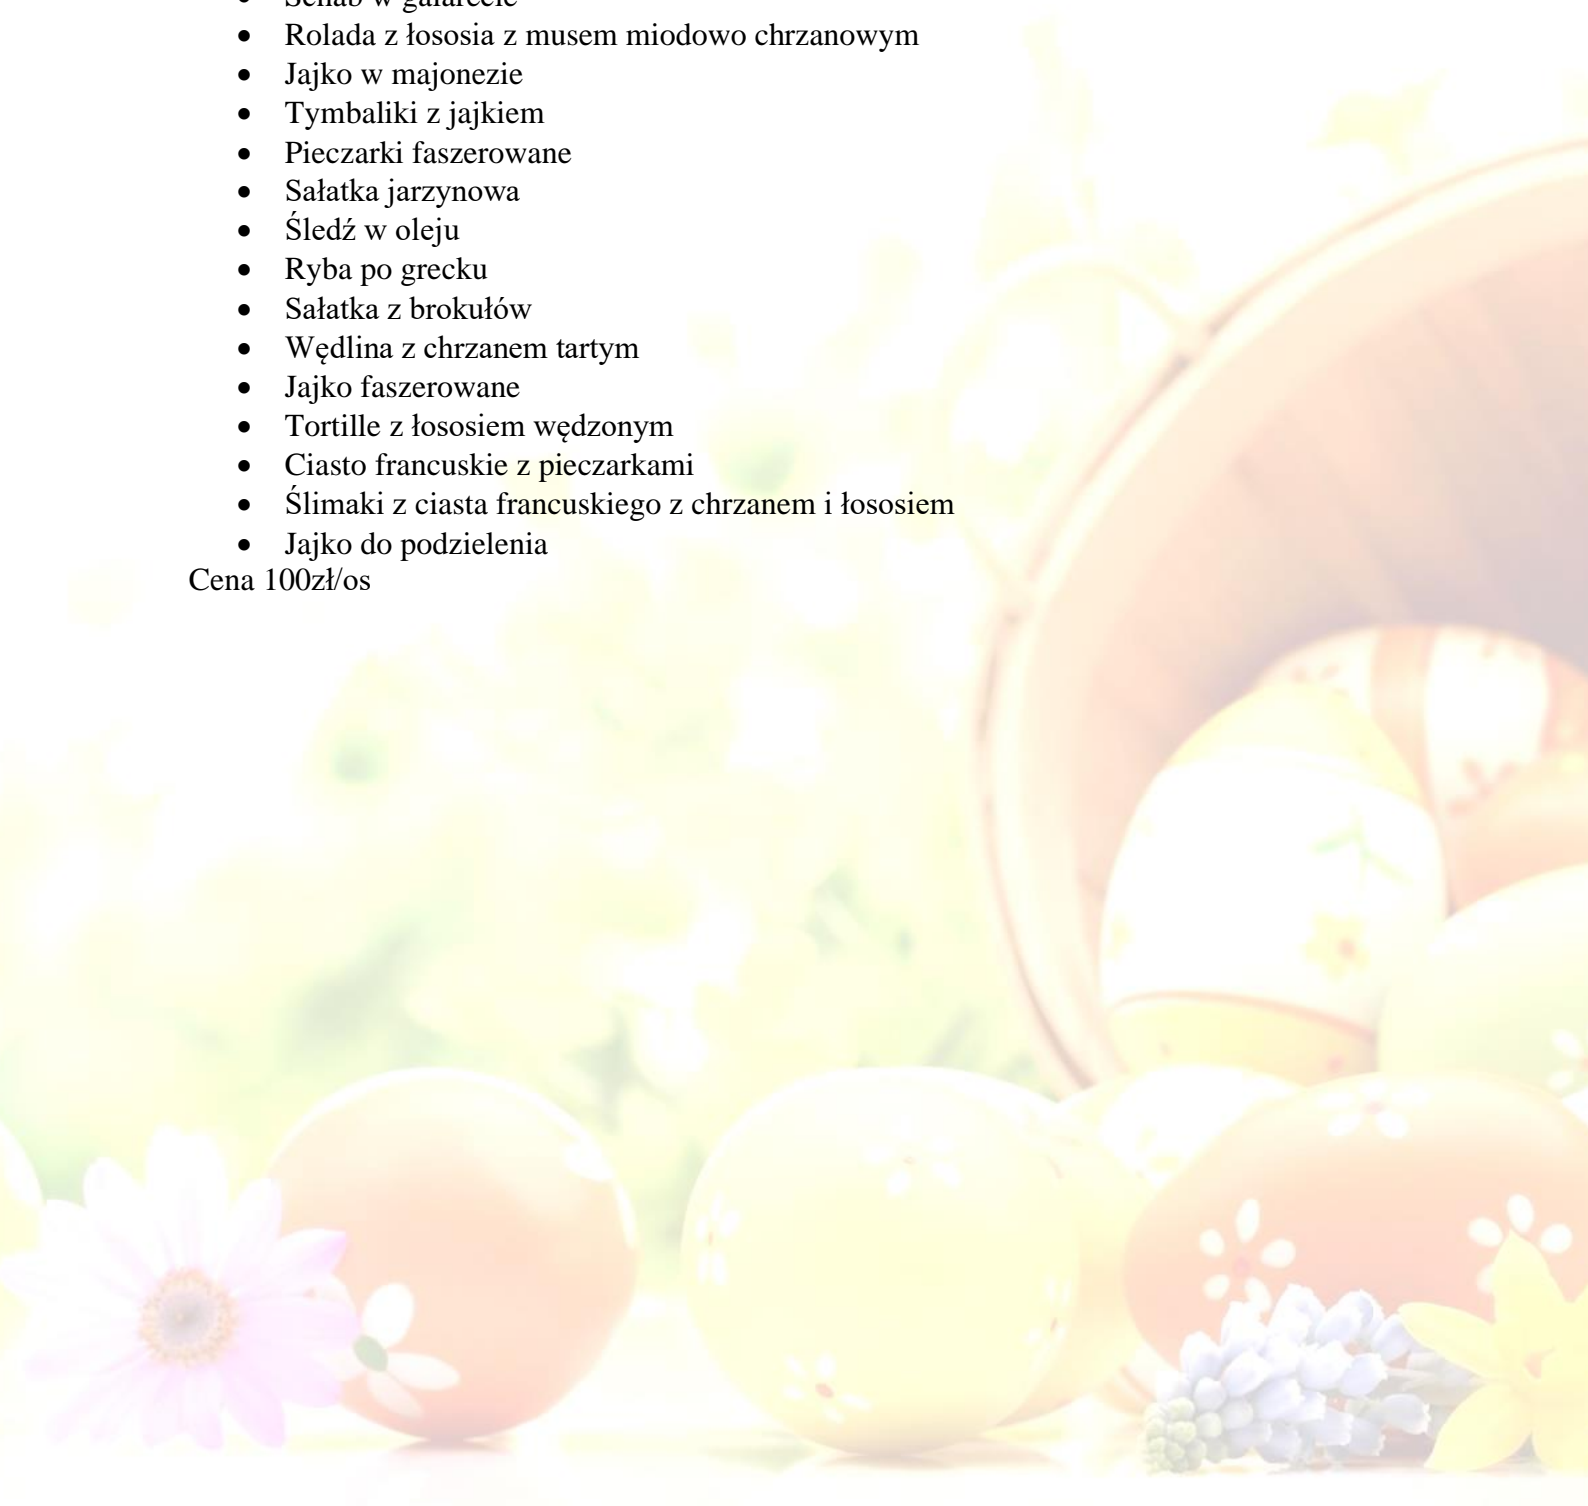 • Schab w galarecie
• Rolada z łososia z musem miodowo chrzanowym
• Jajko w majonezie
• Tymbaliki z jajkiem
• Pieczarki faszerowane
• Sałatka jarzynowa
• Śledź w oleju
• Ryba po grecku
• Sałatka z brokułów
• Wędlina z chrzanem tartym
• Jajko faszerowane
• Tortille z łososiem wędzonym
• Ciasto francuskie z pieczarkami
• Ślimaki z ciasta francuskiego z chrzanem i łososiem
• Jajko do podzielenia
Cena 100zł/os